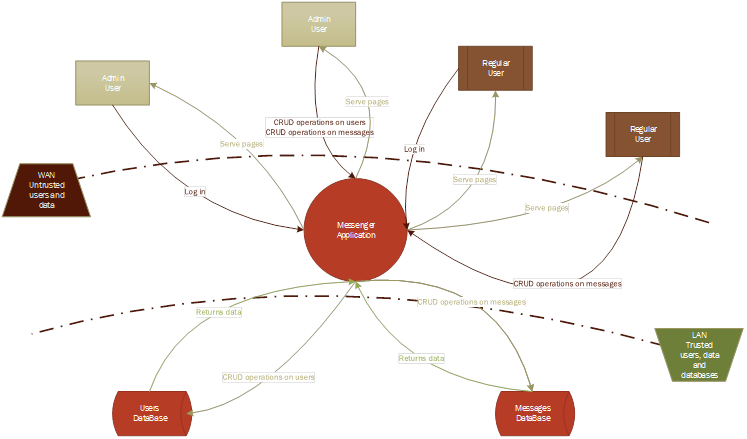 Admin
User
Admin
User
Regular
User
Regular
User
Serve pages
CRUD operations on users
CRUD operations on messages
Serve pages
Log in
Serve pages
WAN
Untrusted
users and
data
Log in
Serve pages
Messenger
Application
CRUD operations on messages
CRUD operations on messages
Returns data
LAN
Trusted
users, data
and
databases
Returns data
CRUD operations on users
Users
DataBase
Messages
DataBase